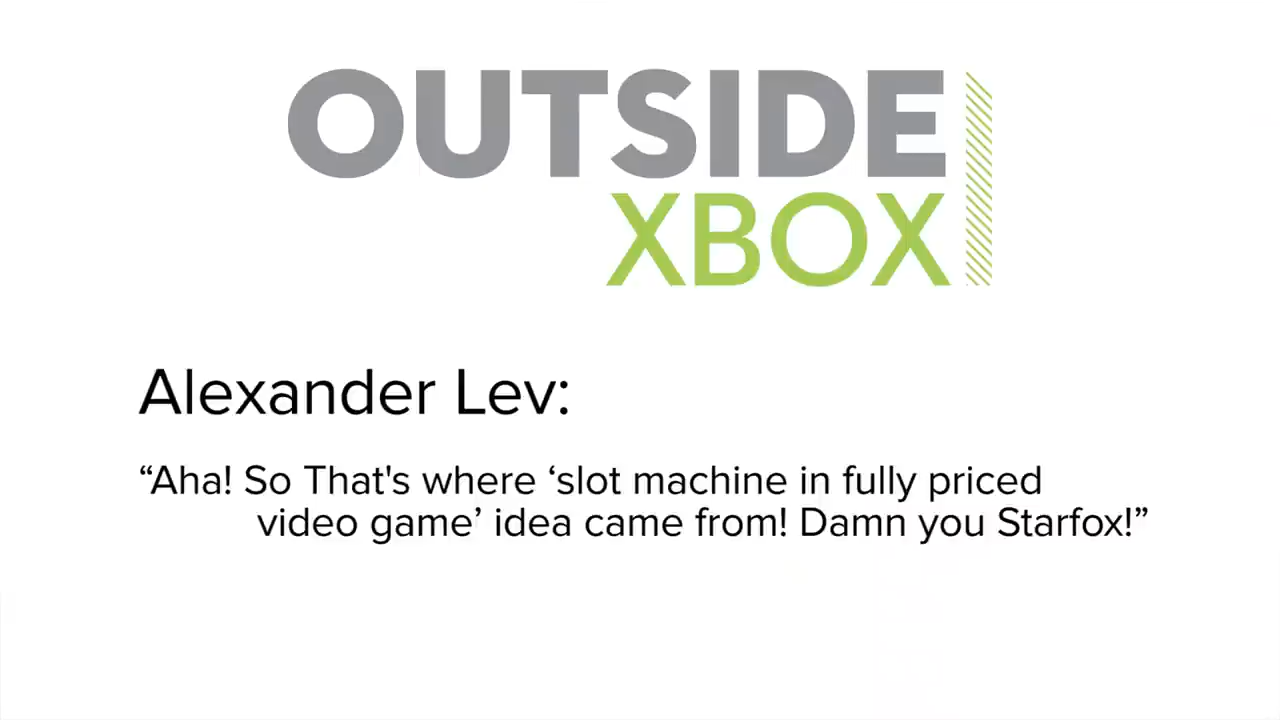 OUTSIDE
XBOX
Alexander Lev:
“Aha! So That's where ‘slot machine in fully priced
video game’ idea came from! Damn you Starfox!”